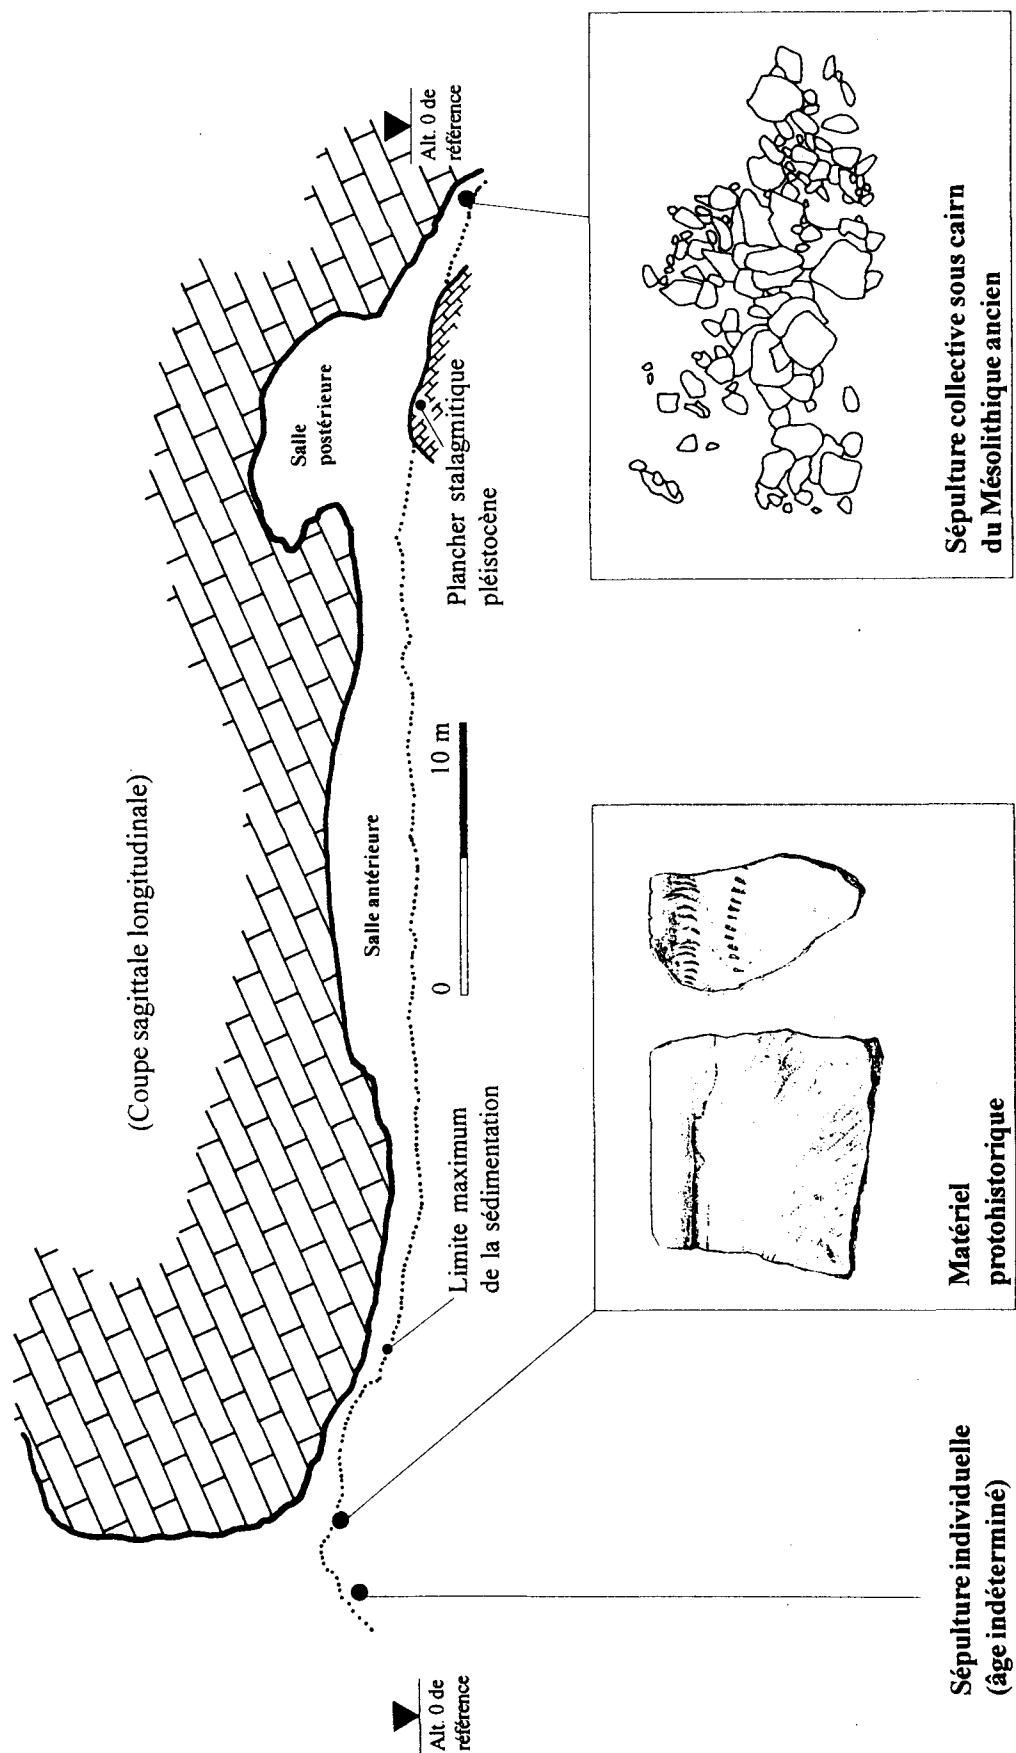 (Coupe sagittale longitudinale)
Alt. 0 de
référence
Alt. 0 de
référence
Salle
postérieure
Salle antérieure
0
10 m
Limite maximum
de la sédimentation
Plancher stalagmitique
pléistocène
Sépulture individuelle
(âge indéterminé)
Matériel
protohistorique
Sépulture collective sous cairn
du Mésolithique ancien